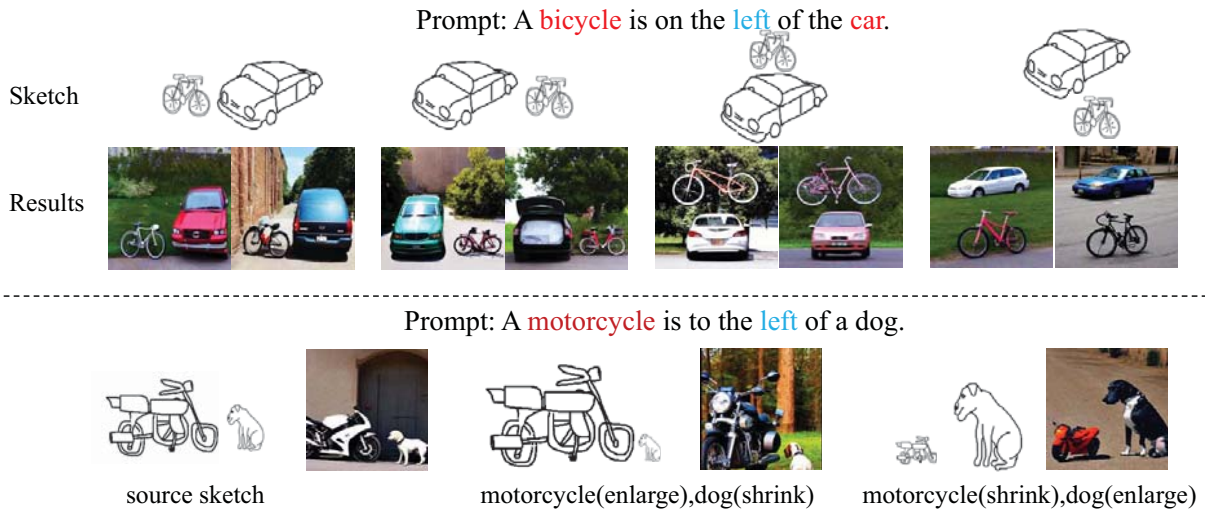 Prompt: A bicycle is on the left of the car.
Sketch
Results
Prompt: A motorcycle is to the left of a dog.
source sketch
motorcycle(enlarge),dog(shrink)
motorcycle(shrink),dog(enlarge)